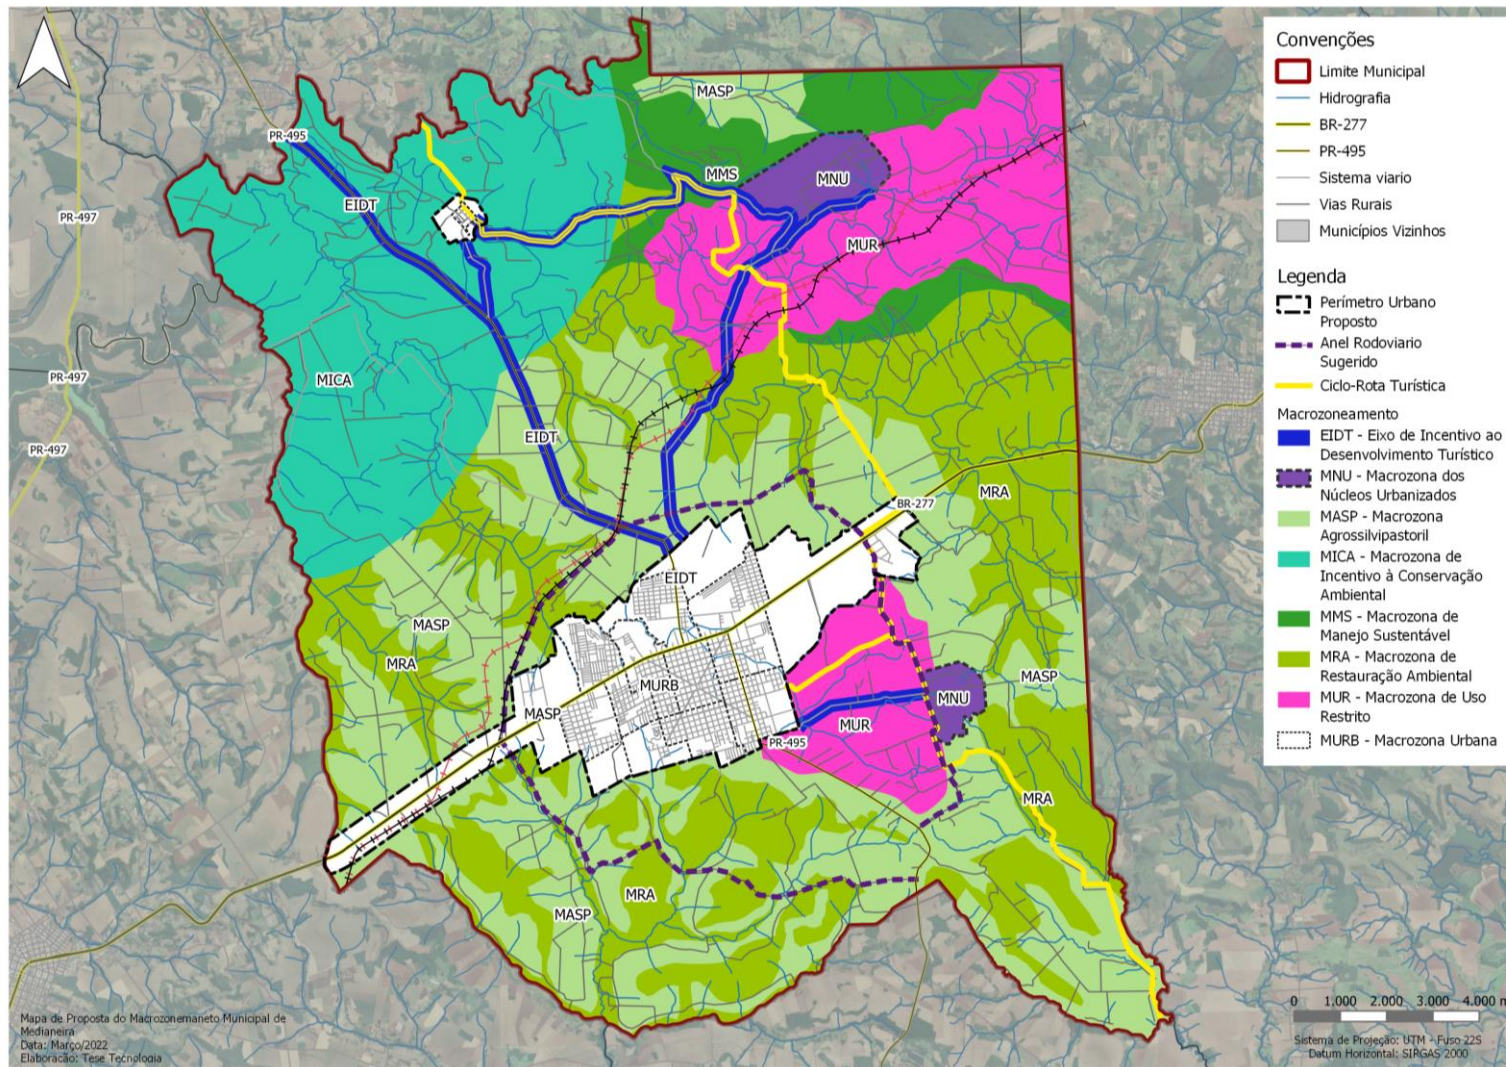 MASP
PR-495
MMS
MNU
EIDT
PR-497
MUR
MICA
PR-497
EIDT
PR-497
MRA
BR-277
EIDT
MASP
MRA
MURB
MASP
MNU
MASP
MUR
PR-495
MRA
MRA
MASP
Convenções
Limite Municipal
Hidrografia
BR-277
PR-495
Sistema viario
Vias Rurais
Municípios Vizinhos
Legenda
Perímetro Urbano
Proposto
Anel Rodoviario
Sugerido
Ciclo-Rota Turística
Macrozoneamento
EIDT - Eixo de Incentivo ao
Desenvolvimento Turístico
MNU - Macrozona dos
Núcleos Urbanizados
MASP - Macrozona
Agrossilvipastoril
MICA - Macrozona de
Incentivo à Conservação
Ambiental
MMS - Macrozona de
Manejo Sustentável
MRA - Macrozona de
Restauração Ambiental
MUR - Macrozona de Uso
Restrito
MURB - Macrozona Urbana
0 1.000 2.000 3.000 4.000 m
Sistema de Projeção: UTM - Fuso 22S
Datum Horizontal: SIRGAS 2000
Mapa de Proposta do Macrozonemaneto Municipal de
Medianeira
Data: Março/2022
Elaboracão: Tese Tecnologia